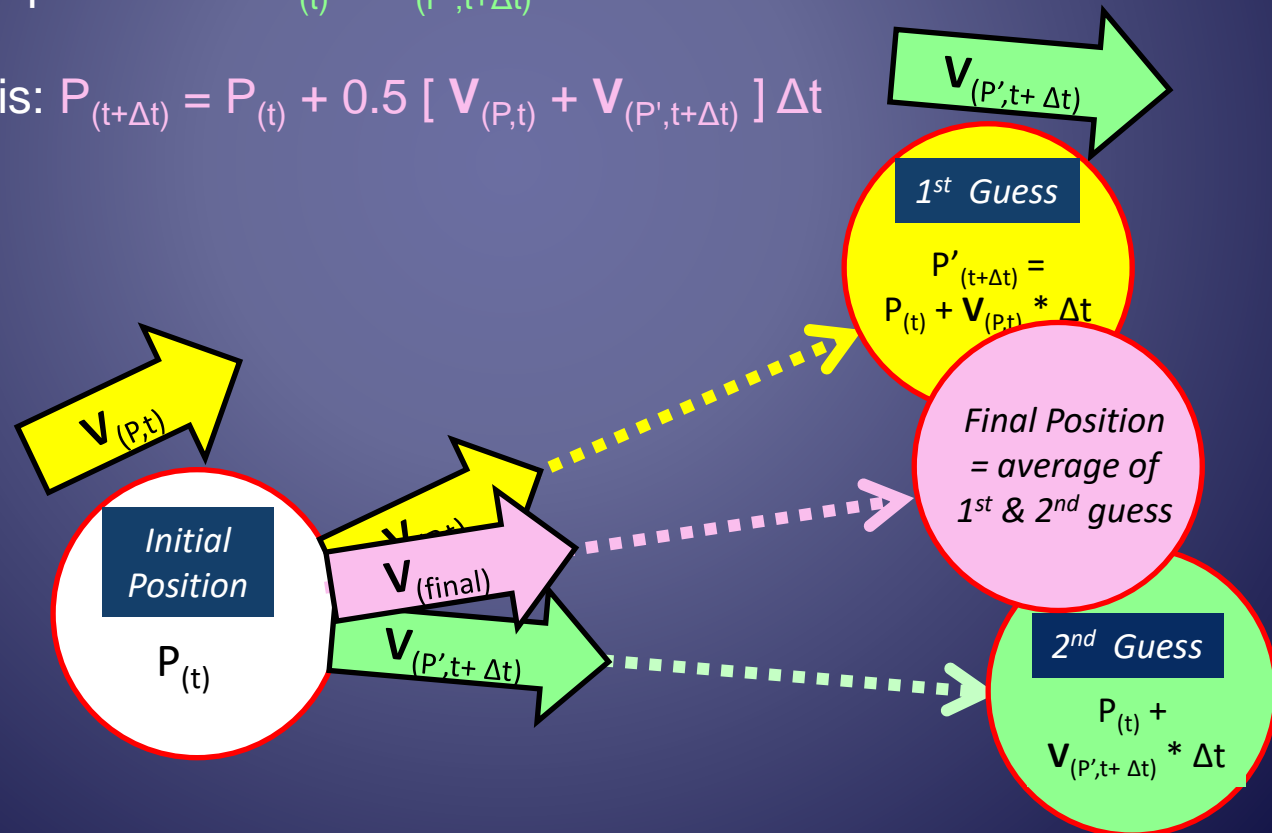 (t) (P',t+Δt)
is: P(t+Δt) = P(t) + 0.5 [ V(P,t) + V(P',t+Δt) ] Δt
V(P',t+ Δt)
1st Guess
P'(t+Δt) =
P(t) + V(P,t) * Δt
V(P,t)
Final Position
= average of
1st & 2nd guess
Initial
Position
P(t)
V(final)
V(P',t+ Δt)
2nd Guess
P(t) +
V(P',t+ Δt) * Δt